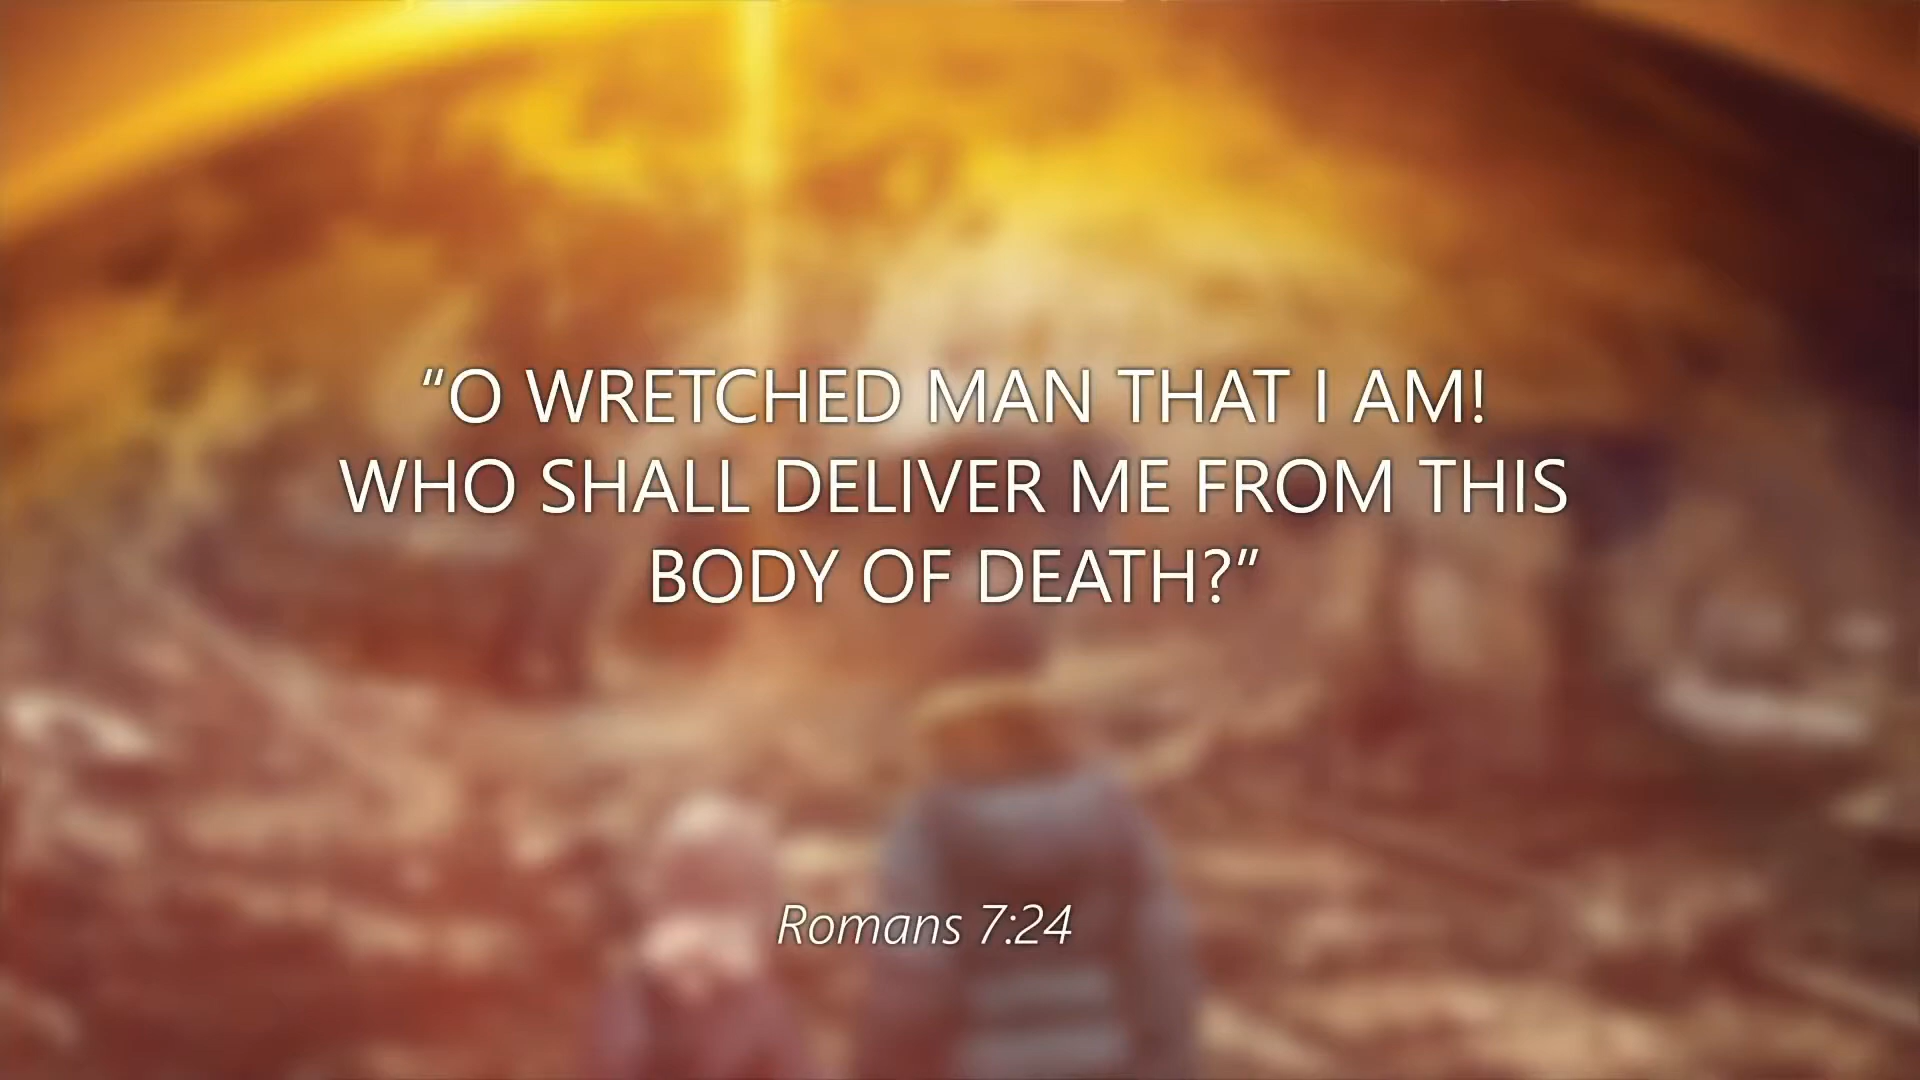 “O WRETCHED MAN THAT I AM!
WHO SHALL DELIVER ME FROM THIS
BODY OF DEATH?”
Romans 7:24